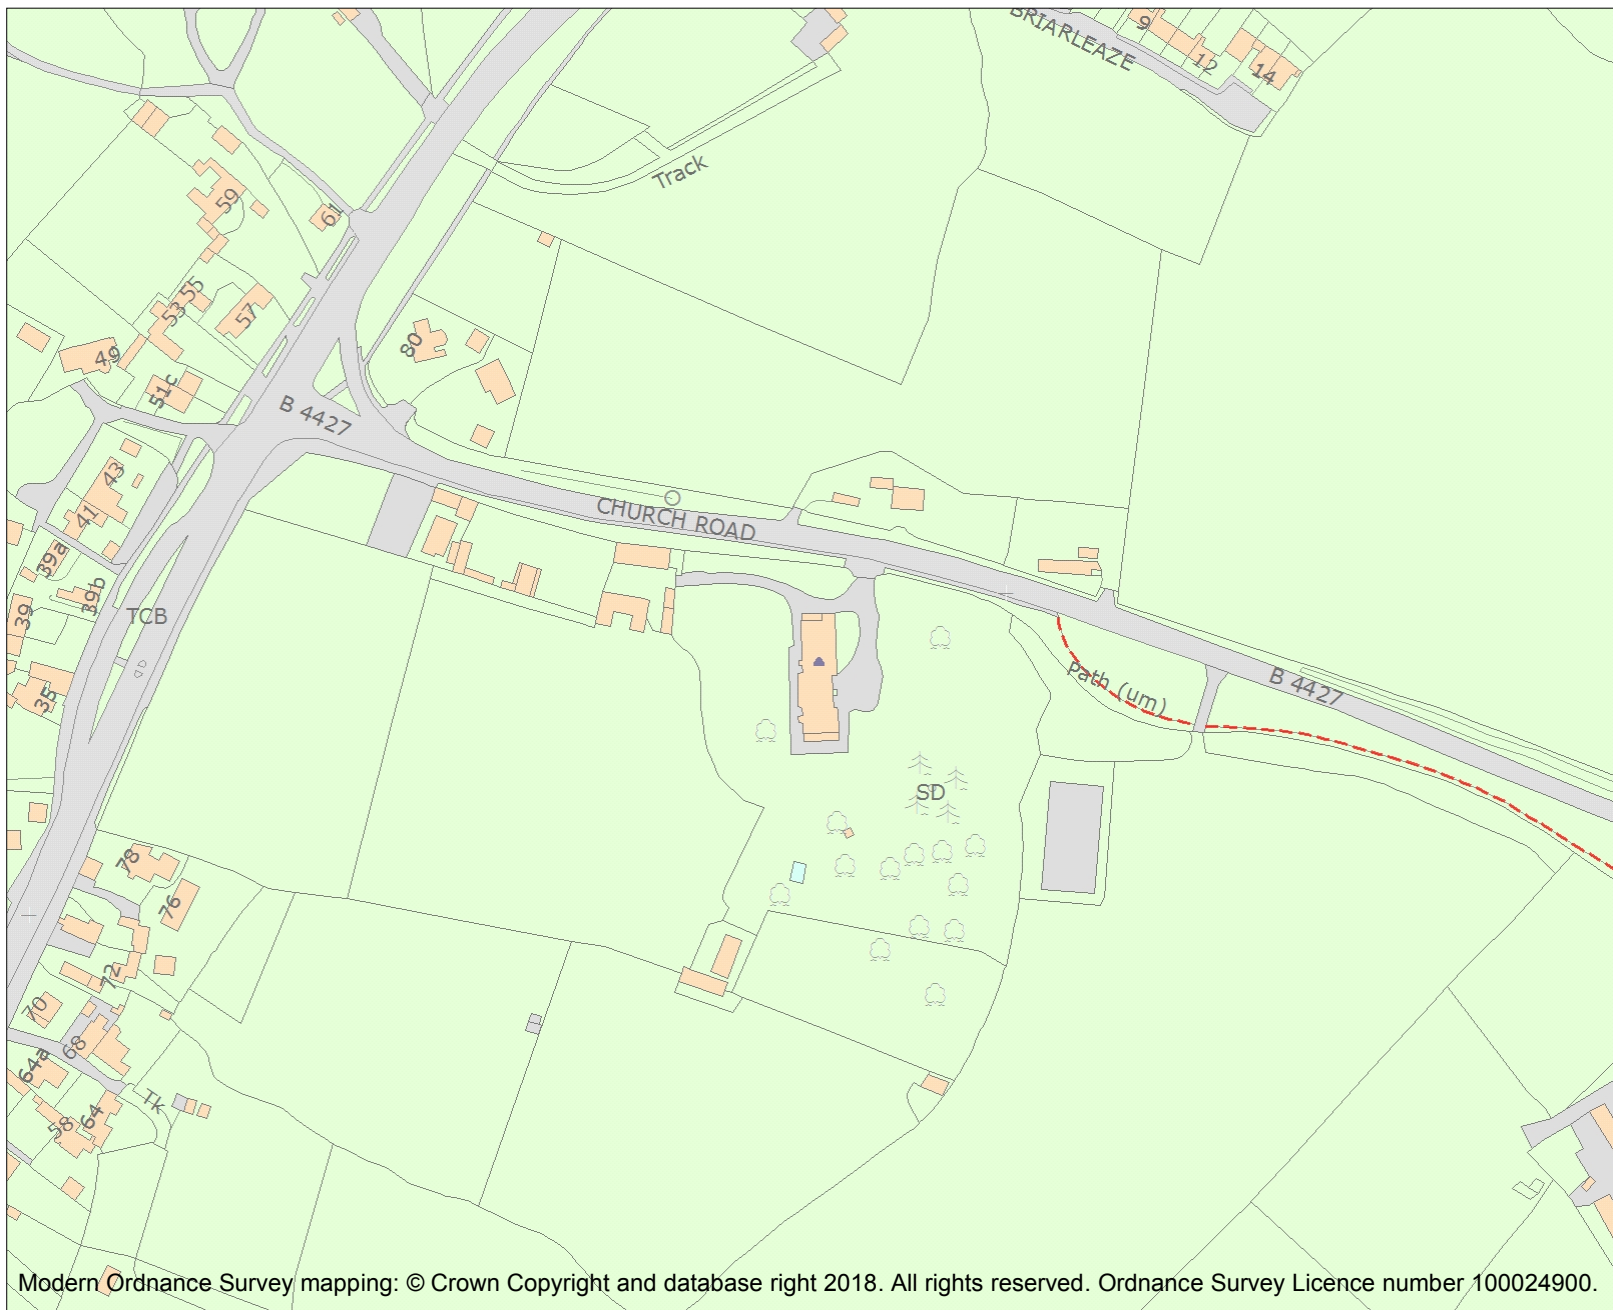 BRIARLEAZE
9
12
14
Track
59
61
55
53
57
49
80
51c
B 4427
43
41
CHURCH ROAD
39a
39b
39
TCB
35
Path (um)
B 4427
SD
78
76
72
70
68
64a
Tk
64
58
Modern Ordnance Survey mapping: © Crown Copyright and database right 2018. All rights reserved. Ordnance Survey Licence number 100024900.